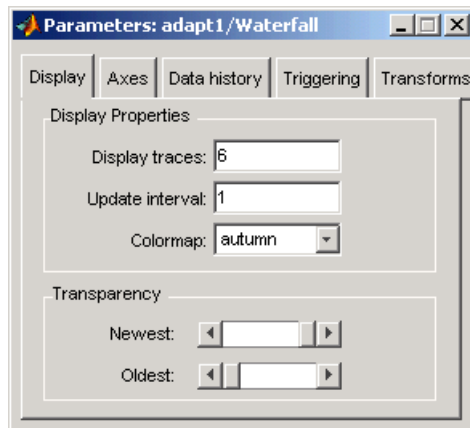 Parameters: adapt1/Waterfall
Display Axes Data history Triggering Transforms
Display Properties
Display traces: 6
Update interval: 1
Colormap: autumn
Transparency
Newest:
Oldest: